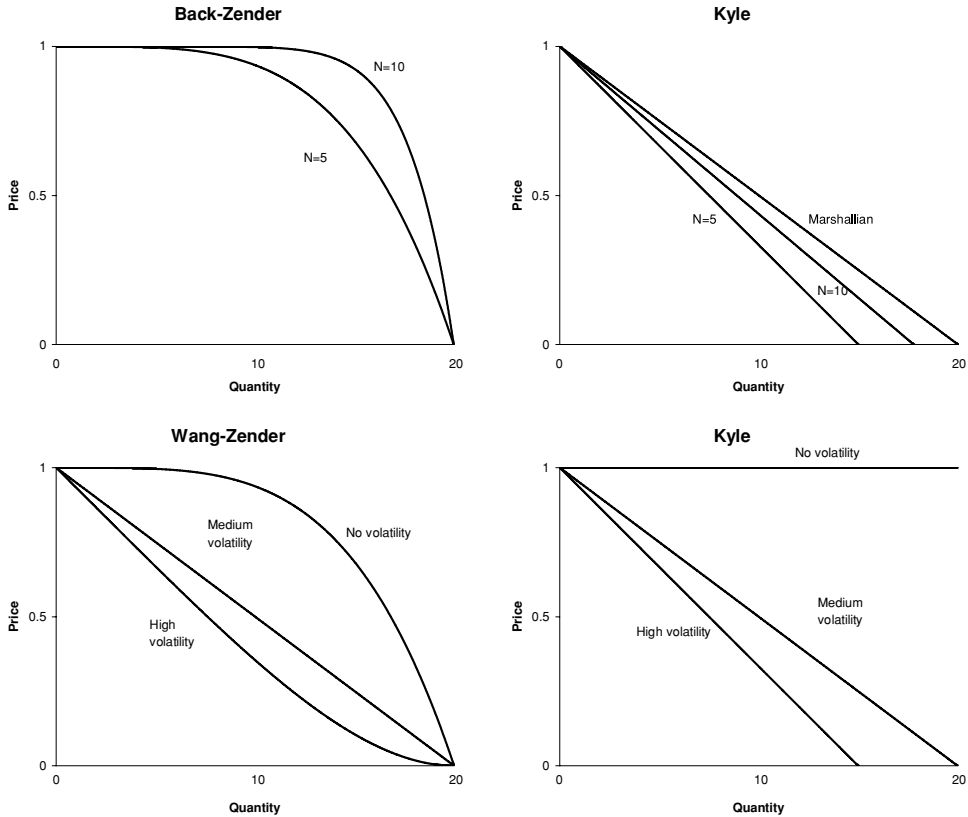 Back-Zender
1
N=10
N=5
0.5
0
0
10
20
Price
Quantity
Kyle
1
Marshallian
N=5
N=10
0.5
0
0
10
20
Price
Quantity
Wang-Zender
1
Medium
volatility
No volatility
High
volatility
0.5
0
0
10
20
Price
Quantity
Kyle
No volatility
1
Medium
volatility
High volatility
0.5
0
0
10
20
Price
Quantity